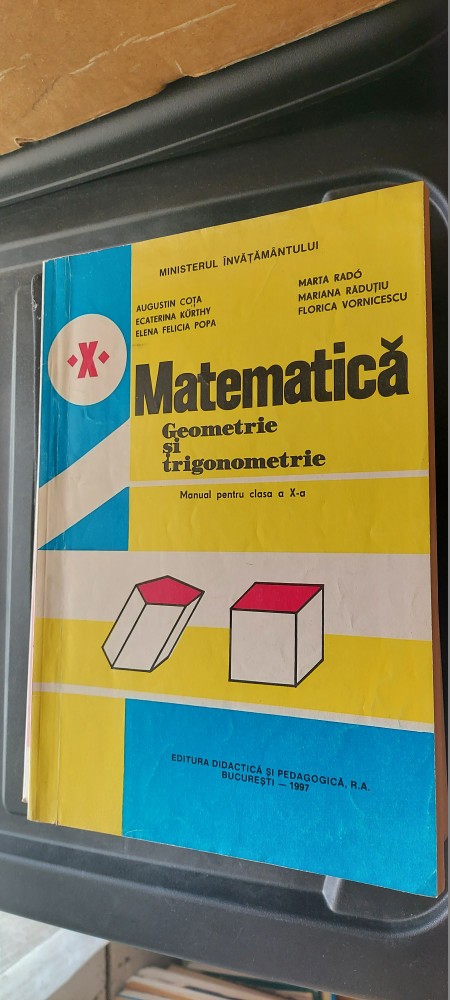 MINISTERUL ÎNVĂȚĂMÂNTULUI
AUGUSTIN COȚA
ECATERINA KÜRTHY
ELENA FELICIA POPA
MARTA RADÓ
MARIANA RĂDUȚIU
FLORICA VORNICESCU
·X·
Matematică
Geometrie
și
trigonometrie
Manual pentru clasa a X-a
EDITURA DIDACTICĂ ȘI PEDAGOGICĂ, R.A.
BUCUREȘTI — 1997